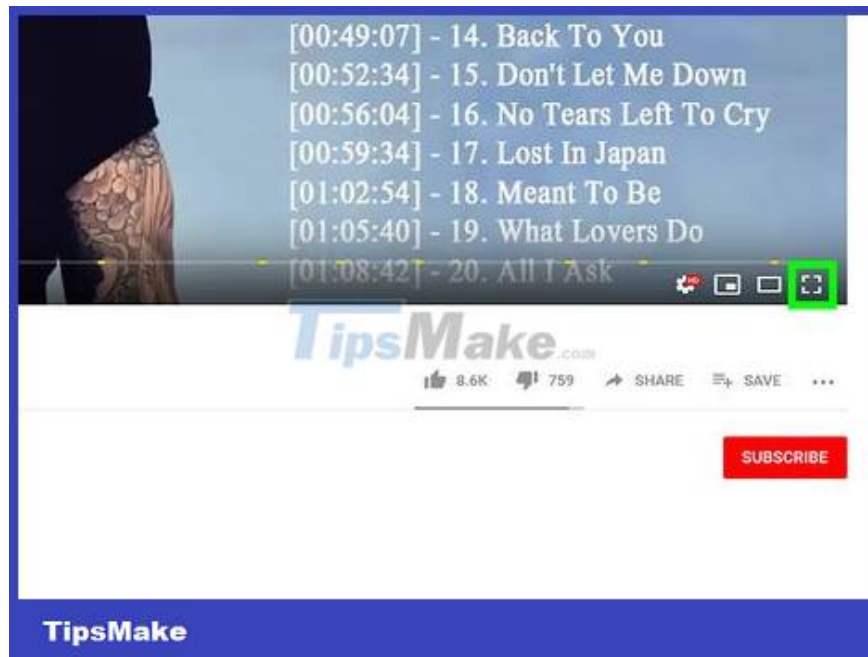 [00:49:07] - 14. Back To You
[00:52:34] - 15. Don't Let Me Down
[00:56:04] - 16. No Tears Left To Cry
[00:59:34] - 17. Lost In Japan
[01:02:54] - 18. Meant To Be
[01:05:40] - 19. What Lovers Do
[01:08:42] - 20. All I Ask
HD
TipsMake.com
8.6K 759 SHARE SAVE
SUBSCRIBE
TipsMake